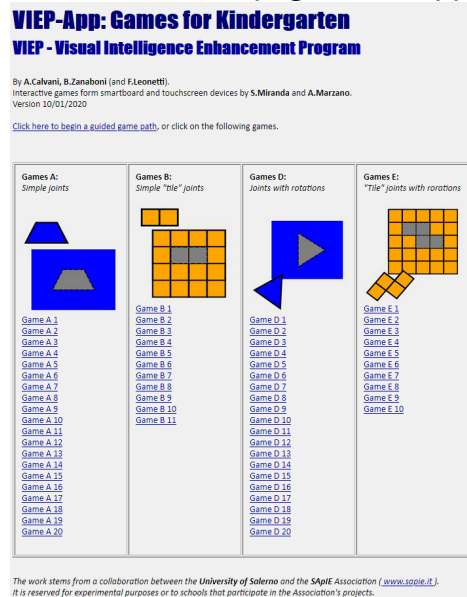 VIEP-App: Games for Kindergarten
VIEP - Visual Intelligence Enhancement Program
By A.Calvani, B.Zanaboni (and F.Leonetti).
Interactive games form smartboard and touchscreen devices by S.Miranda and A.Marzano.
Version 10/01/2020
Click here to begin a guided game path, or click on the following games.
Games A:
Simple joints
Game A 1
Game A 2
Game A 3
Game A 4
Game A 5
Game A 6
Game A 7
Game A 8
Game A 9
Game A 10
Game A 11
Game A 12
Game A 13
Game A 14
Game A 15
Game A 16
Game A 17
Game A 18
Game A 19
Game A 20
Games B:
Simple "tile" joints
Game B 1
Game B 2
Game B 3
Game B 4
Game B 5
Game B 6
Game B 7
Game B 8
Game B 9
Game B 10
Game B 11
Games D:
Joints with rotations
Game D 1
Game D 2
Game D 3
Game D 4
Game D 5
Game D 6
Game D 7
Game D 8
Game D 9
Game D 10
Game D 11
Game D 12
Game D 13
Game D 14
Game D 15
Game D 16
Game D 17
Game D 18
Game D 19
Game D 20
Games E:
"Tile" joints with rorations
Game E 1
Game E 2
Game E 3
Game E 4
Game E 5
Game E 6
Game E 7
Game E 8
Game E 9
Game E 10
The work stems from a collaboration between the University of Salerno and the SApIE Association ( www.sapie.it ).
It is reserved for experimental purposes or to schools that participate in the Association's projects.